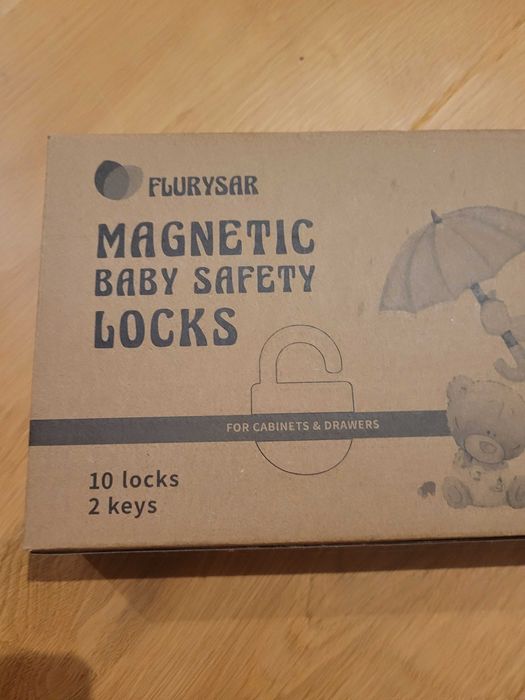 FLURYSAR
MAGNETIC
BABY SAFETY
LOCKS
FOR CABINETS & DRAWERS
10 locks
2 keys